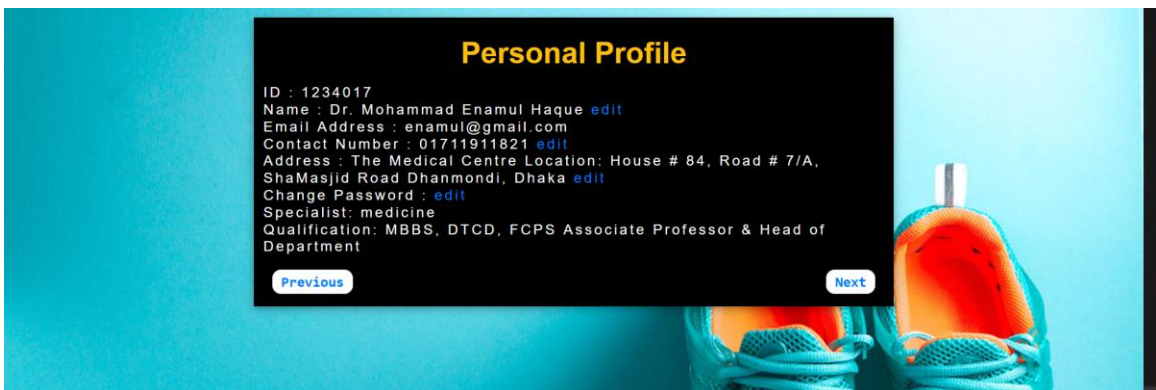 Personal Profile
ID : 1234017
Name : Dr. Mohammad Enamul Haque edit
Email Address : enamul@gmail.com
Contact Number : 01711911821 edit
Address : The Medical Centre Location: House # 84, Road # 7/A,
ShaMasjid Road Dhanmondi, Dhaka edit
Change Password : edit
Specialist: medicine
Qualification: MBBS, DTCD, FCPS Associate Professor & Head of
Department
Previous
Next